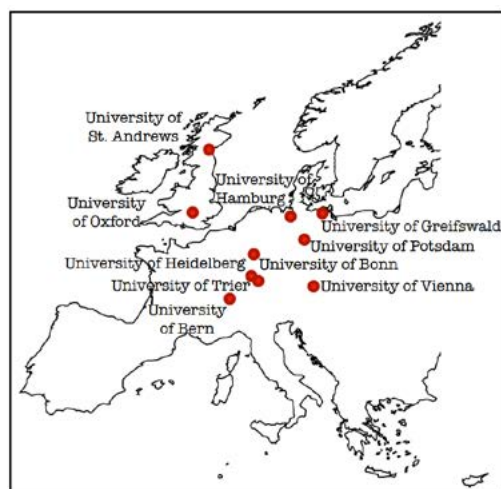 University of
St. Andrews
University of
Hamburg
University
of Oxford
University of Greifswald
University of Potsdam
University of Heidelberg
University of Bonn
University of Trier
University of Vienna
University
of Bern